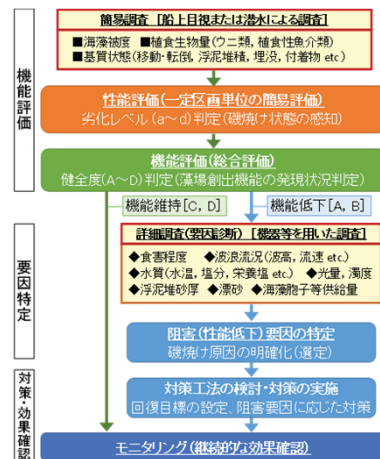 機能評価
簡易調査 [船上目視または潜水による調査]
■海藻被度 ■植食生物量(ウニ類, 植食性魚介類)
■基質状態(移動・転倒, 浮泥堆積, 埋没, 付着物 etc)
性能評価(一定区画単位の簡易評価)
劣化レベル(a～d)判定(磯焼け状態の感知)
機能評価(総合評価)
健全度(A～D)判定(藻場創出機能の発現状況判定)
機能維持[C, D]
機能低下[A, B]
要因特定
詳細調査(要因診断) [機器等を用いた調査]
◆食害程度 ◆波浪流況(波高, 流速 etc.)
◆水質(水温, 塩分, 栄養塩 etc.) ◆光量, 濁度
◆浮泥堆砂厚 ◆漂砂 ◆海藻胞子等供給量
阻害(性能低下)要因の特定
磯焼け原因の明確化(選定)
対策・効果確認
対策工法の検討・対策の実施
回復目標の設定、阻害要因に応じた対策
モニタリング(継続的な効果確認)